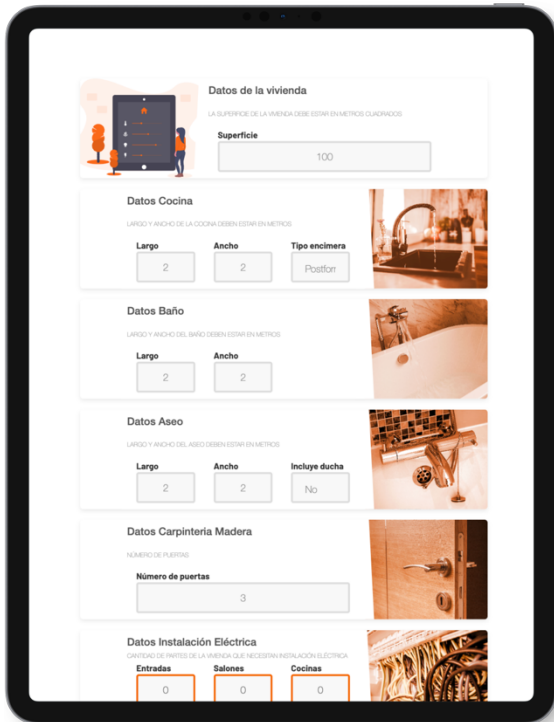 Datos de la vivienda
LA SUPERFICIE DE LA VIVIENDA DEBE ESTAR EN METROS CUADRADOS
Superficie
100
Datos Cocina
LARGO Y ANCHO DE LA COCINA DEBEN ESTAR EN METROS
Largo Ancho Tipo encimera
2 2 Postforr
Datos Baño
LARGO Y ANCHO DEL BAÑO DEBEN ESTAR EN METROS
Largo Ancho
2 2
Datos Aseo
LARGO Y ANCHO DEL ASEO DEBEN ESTAR EN METROS
Largo Ancho Incluye ducha
2 2 No
Datos Carpinteria Madera
NÚMERO DE PUERTAS
Número de puertas
3
Datos Instalación Eléctrica
CANTIDAD DE PARTES DE LA VIVIENDA QUE NECESITAN INSTALACIÓN ELÉCTRICA
Entradas Salones Cocinas
0 0 0